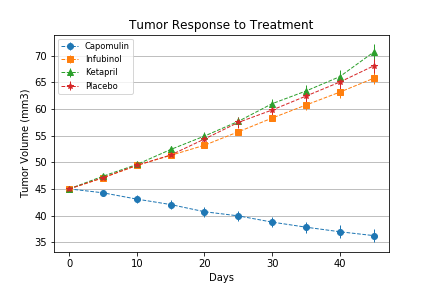 Tumor Response to Treatment
Capomulin
Infubinol
Ketapril
Placebo
Tumor Volume (mm3)
70
65
60
55
50
45
40
35
0 10 20 30 40
Days